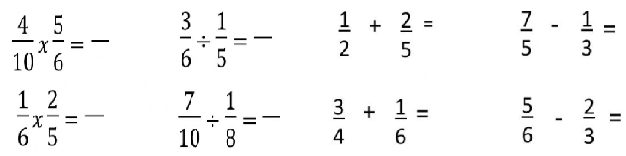 4/10 x 5/6 = — 3/6 ÷ 1/5 = — 1/2 + 2/5 = 7/5 - 1/3 =
1/6 x 2/5 = — 7/10 ÷ 1/8 = — 3/4 + 1/6 = 5/6 - 2/3 =